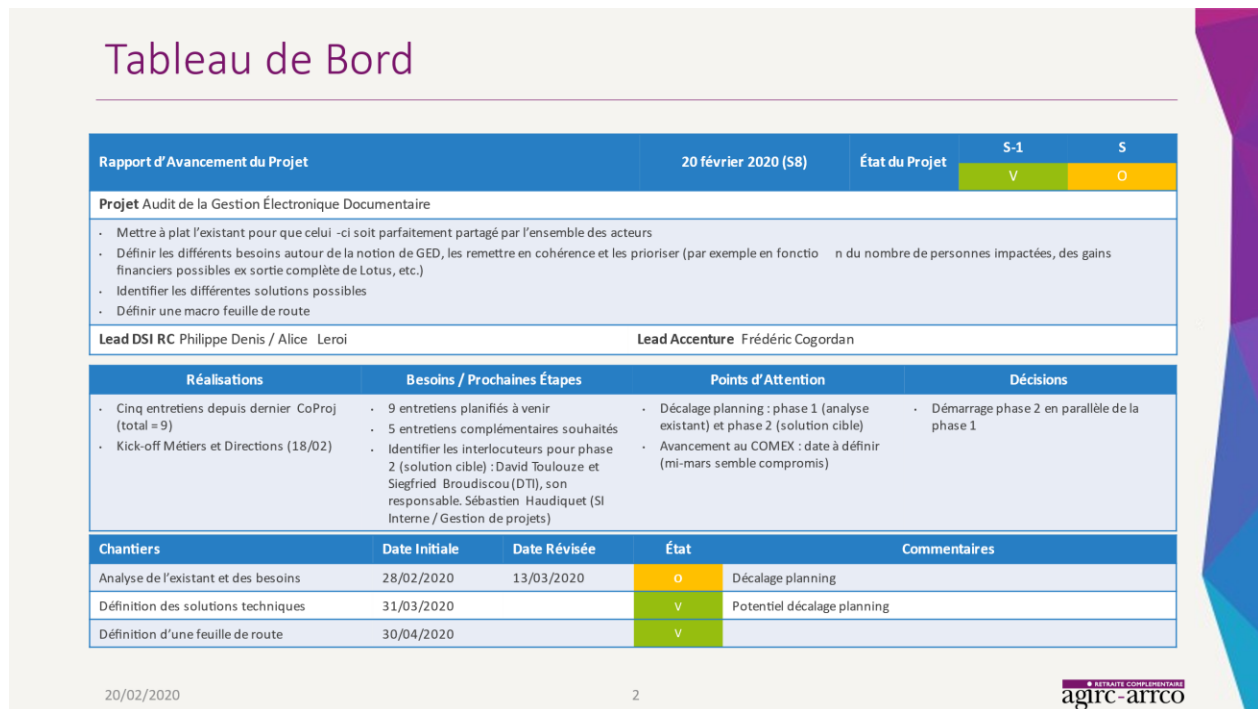 Tableau de Bord
Rapport d'Avancement du Projet
20 février 2020 (S8)
État du Projet
S-1
S
V
O
Projet Audit de la Gestion Électronique Documentaire
· Mettre à plat l'existant pour que celui -ci soit parfaitement partagé par l'ensemble des acteurs
· Définir les différents besoins autour de la notion de GED, les remettre en cohérence et les prioriser (par exemple en fonctio n du nombre de personnes impactées, des gains
financiers possibles ex sortie complète de Lotus, etc.)
· Identifier les différentes solutions possibles
· Définir une macro feuille de route
Lead DSI RC Philippe Denis / Alice Leroi
Lead Accenture Frédéric Cogordan
Réalisations
Besoins / Prochaines Étapes
Points d'Attention
Décisions
· Cinq entretiens depuis dernier CoProj
(total = 9)
· Kick-off Métiers et Directions (18/02)
· 9 entretiens planifiés à venir
· 5 entretiens complémentaires souhaités
· Identifier les interlocuteurs pour phase
2 (solution cible) : David Toulouze et
Siegfried Broudiscou (DTI), son
responsable. Sébastien Haudiquet (SI
Interne / Gestion de projets)
· Décalage planning : phase 1 (analyse
existant) et phase 2 (solution cible)
· Avancement au COMEX : date à définir
(mi-mars semble compromis)
· Démarrage phase 2 en parallèle de la
phase 1
Chantiers
Date Initiale
Date Révisée
État
Commentaires
Analyse de l'existant et des besoins
28/02/2020
13/03/2020
O
Décalage planning
Définition des solutions techniques
31/03/2020
V
Potentiel décalage planning
Définition d'une feuille de route
30/04/2020
V
20/02/2020
2
RETRAITE COMPLEMENTAIRE
agirc-arrco